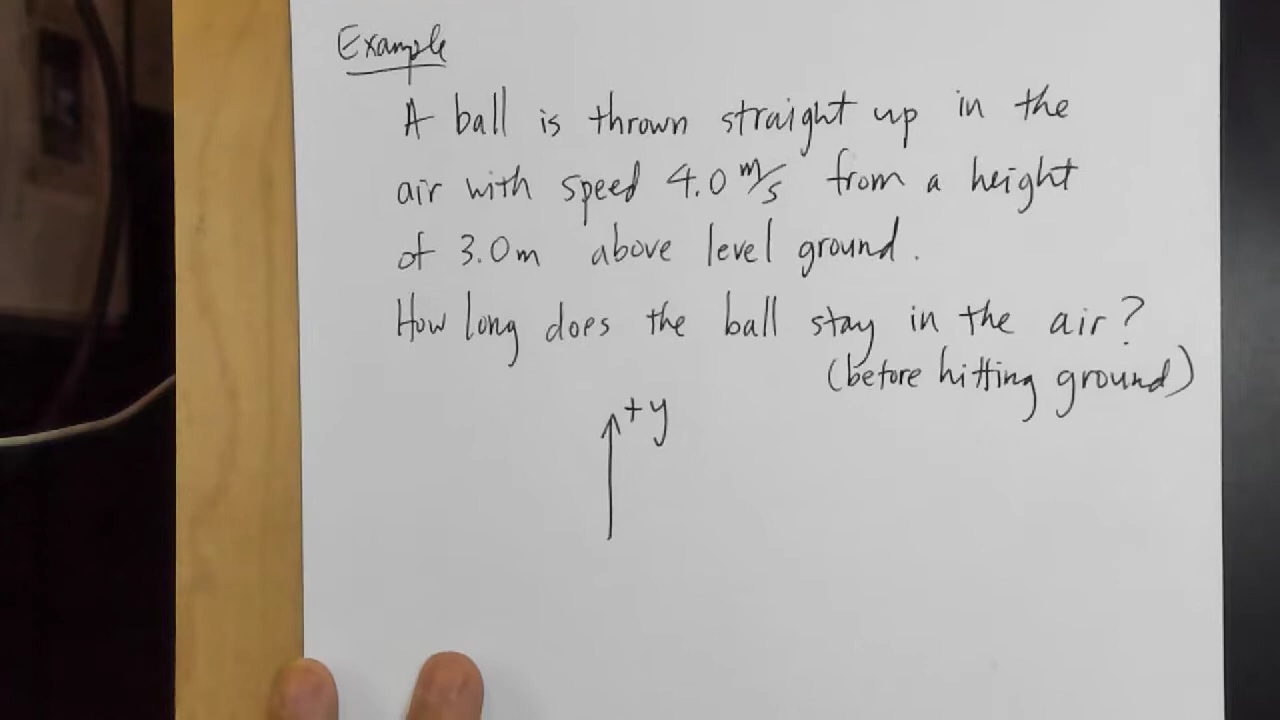 Example
A ball is thrown straight up in the
air with speed 4.0 m/s from a height
of 3.0m above level ground.
How long does the ball stay in the air?
(before hitting ground)
+y